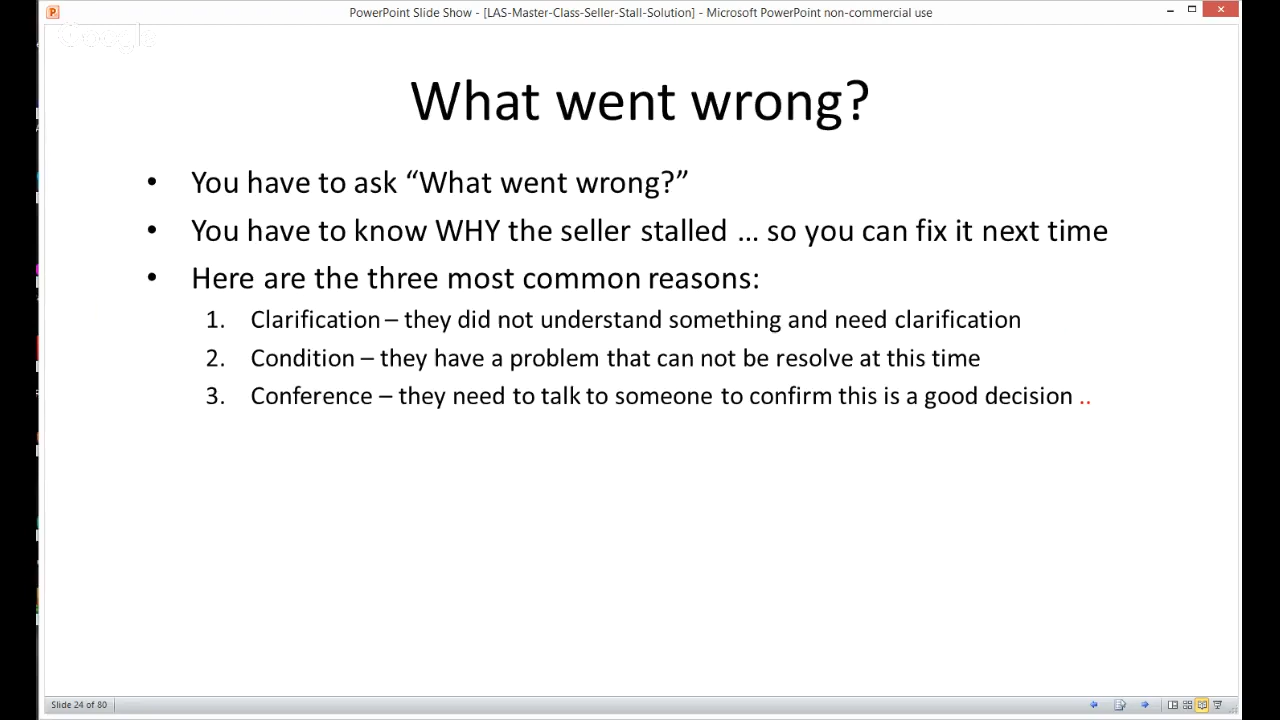 PowerPoint Slide Show - [LAS-Master-Class-Seller-Stall-Solution] - Microsoft PowerPoint non-commercial use
Google
What went wrong?
• You have to ask “What went wrong?”
• You have to know WHY the seller stalled … so you can fix it next time
• Here are the three most common reasons:
1. Clarification – they did not understand something and need clarification
2. Condition – they have a problem that can not be resolve at this time
3. Conference – they need to talk to someone to confirm this is a good decision ..
Slide 24 of 80